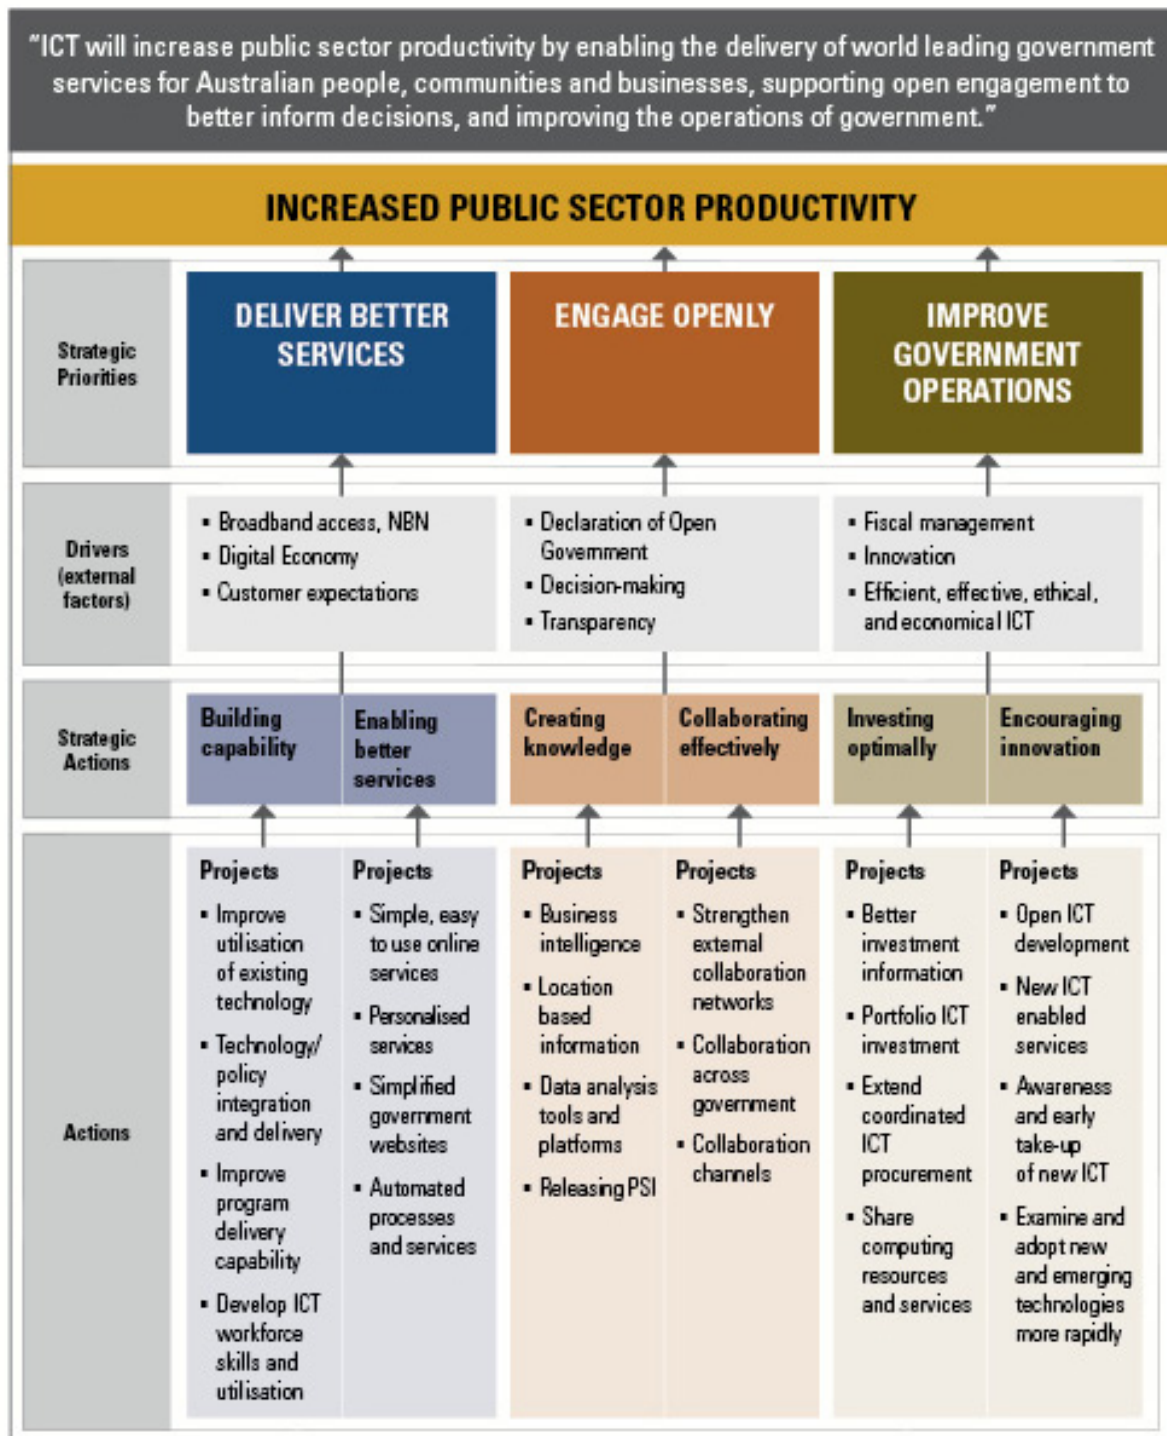 "ICT will increase public sector productivity by enabling the delivery of world leading government
services for Australian people, communities and businesses, supporting open engagement to
better inform decisions, and improving the operations of government."
INCREASED PUBLIC SECTOR PRODUCTIVITY
Strategic
Priorities
DELIVER BETTER
SERVICES
ENGAGE OPENLY
IMPROVE
GOVERNMENT
OPERATIONS
Drivers
(external
factors)
▪ Broadband access, NBN
▪ Digital Economy
▪ Customer expectations
▪ Declaration of Open
Government
▪ Decision-making
▪ Transparency
▪ Fiscal management
▪ Innovation
▪ Efficient, effective, ethical,
and economical ICT
Strategic
Actions
Building
capability
Enabling
better
services
Creating
knowledge
Collaborating
effectively
Investing
optimally
Encouraging
innovation
Actions
Projects
▪ Improve
utilisation
of existing
technology
▪ Technology/
policy
integration
and delivery
▪ Improve
program
delivery
capability
▪ Develop ICT
workforce
skills and
utilisation
Projects
▪ Simple, easy
to use online
services
▪ Personalised
services
▪ Simplified
government
websites
▪ Automated
processes
and services
Projects
▪ Business
intelligence
▪ Location
based
information
▪ Data analysis
tools and
platforms
▪ Releasing PSI
Projects
▪ Strengthen
external
collaboration
networks
▪ Collaboration
across
government
▪ Collaboration
channels
Projects
▪ Better
investment
information
▪ Portfolio ICT
investment
▪ Extend
coordinated
ICT
procurement
▪ Share
computing
resources
and services
Projects
▪ Open ICT
development
▪ New ICT
enabled
services
▪ Awareness
and early
take-up
of new ICT
▪ Examine and
adopt new
and emerging
technologies
more rapidly